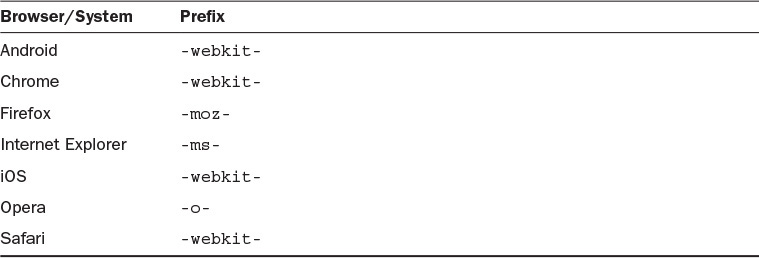 Browser/System Prefix
Android -webkit-
Chrome -webkit-
Firefox -moz-
Internet Explorer -ms-
iOS -webkit-
Opera -o-
Safari -webkit-